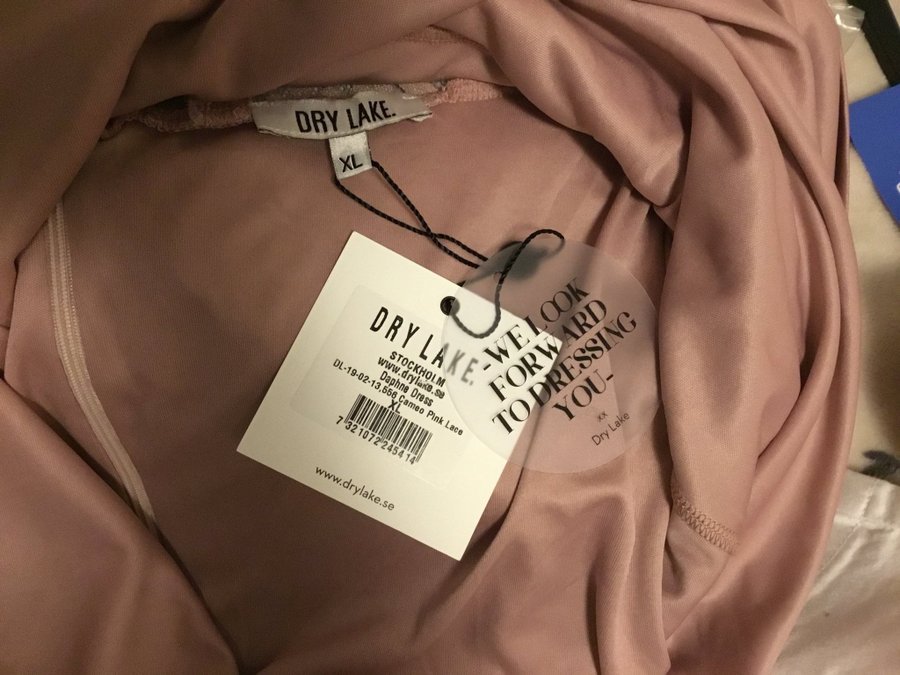 DRY LAKE.
XL
DRY LAKE.
STOCKHOLM
www.drylake.se
Daphne Dress
DL-19-02-13,556 Cameo Pink Lace
XL
7 321072 245414
www.drylake.se
"WE LOOK
FORWARD
TO DRESSING
YOU-
xx
Dry Lake